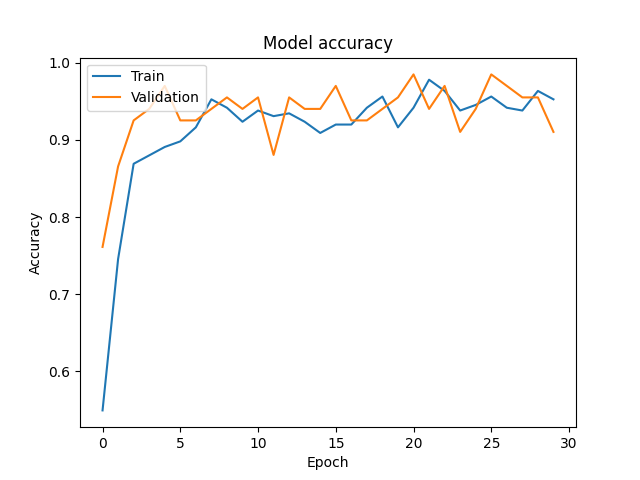 Model accuracy
Train
Validation
1.0
0.9
0.8
0.7
0.6
Accuracy
0 5 10 15 20 25 30
Epoch